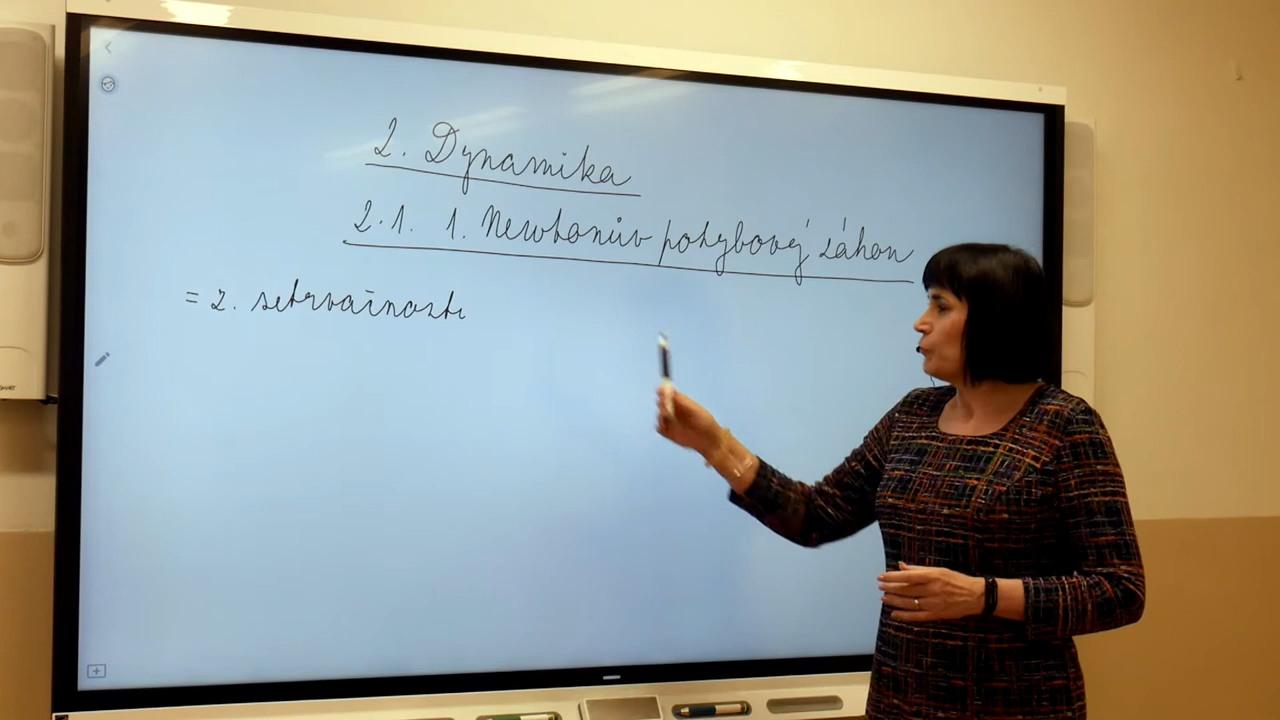 2. Dynamika
2.1. 1. Newtonův pohybový zákon
= z. setrvačnosti